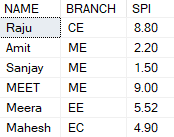 NAME BRANCH SPI
Raju CE 8.80
Amit ME 2.20
Sanjay ME 1.50
MEET ME 9.00
Meera EE 5.52
Mahesh EC 4.90